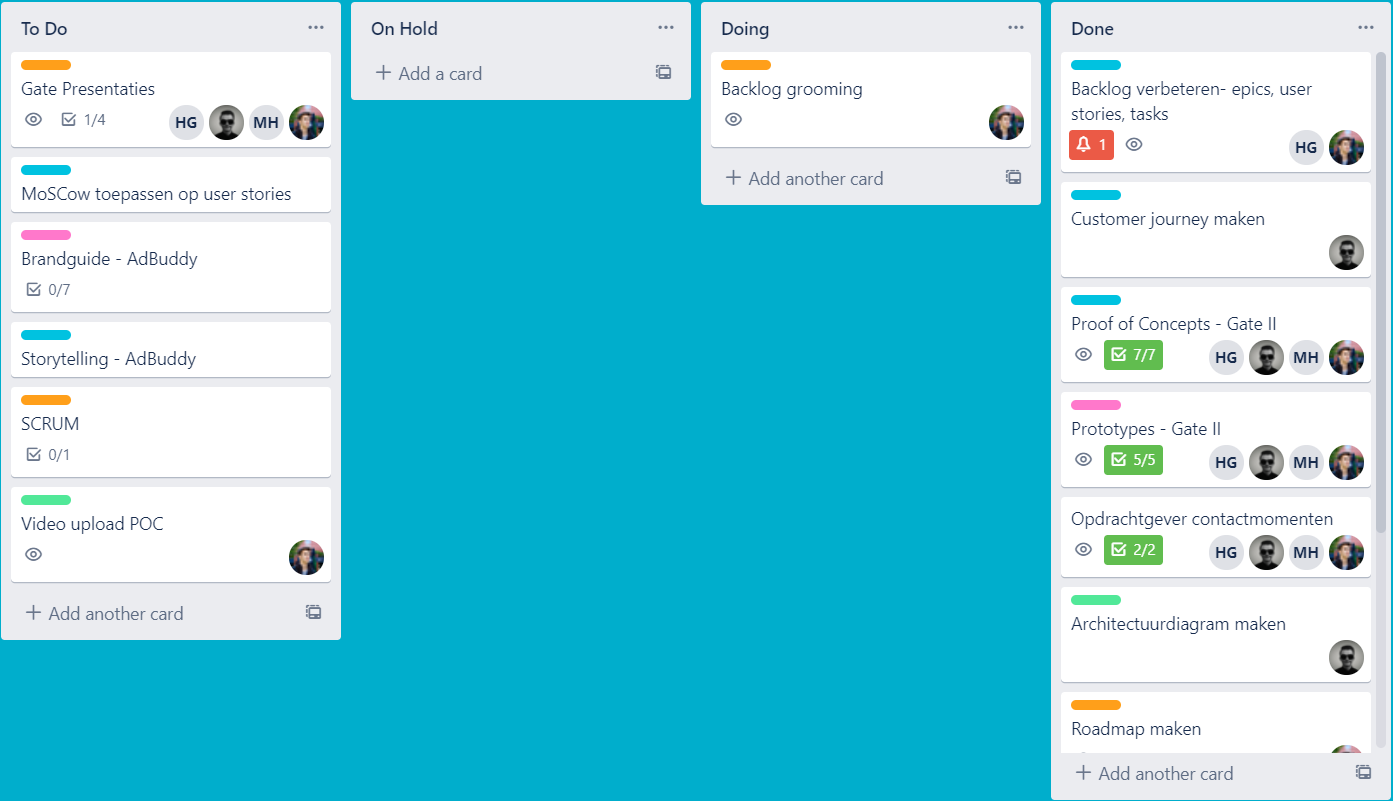 To Do
Gate Presentaties
1/4
HG
MH
MoSCow toepassen op user stories
Brandguide - AdBuddy
0/7
Storytelling - AdBuddy
SCRUM
0/1
Video upload POC
+ Add another card
On Hold
+ Add a card
Doing
Backlog grooming
+ Add another card
Done
Backlog verbeteren- epics, user
stories, tasks
1
HG
Customer journey maken
Proof of Concepts - Gate II
7/7
HG
MH
Prototypes - Gate II
5/5
HG
MH
Opdrachtgever contactmomenten
2/2
HG
MH
Architectuurdiagram maken
Roadmap maken
+ Add another card